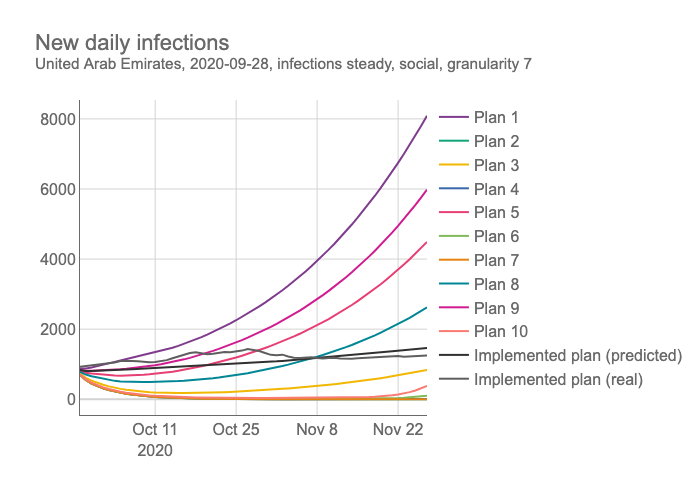 New daily infections
United Arab Emirates, 2020-09-28, infections steady, social, granularity 7
8000
6000
4000
2000
0
Oct 11
2020
Oct 25
Nov 8
Nov 22
Plan 1
Plan 2
Plan 3
Plan 4
Plan 5
Plan 6
Plan 7
Plan 8
Plan 9
Plan 10
Implemented plan (predicted)
Implemented plan (real)